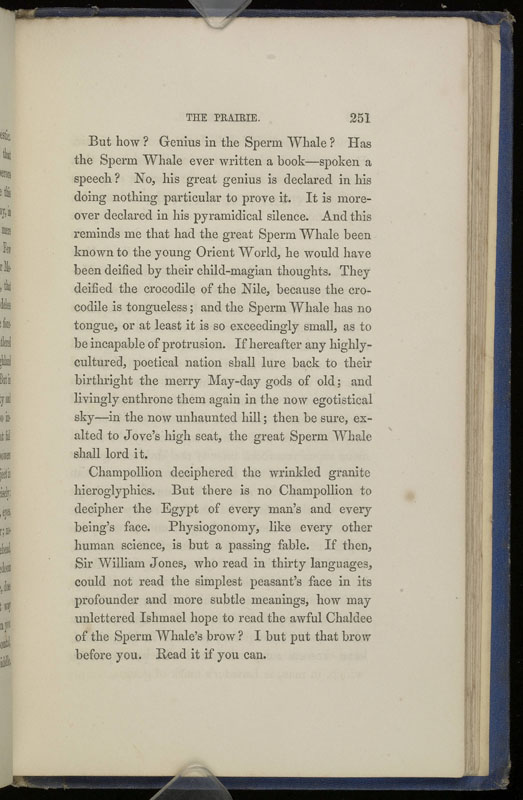 THE PRAIRIE. 251
But how? Genius in the Sperm Whale? Has
the Sperm Whale ever written a book—spoken a
speech? No, his great genius is declared in his
doing nothing particular to prove it. It is more-
over declared in his pyramidical silence. And this
reminds me that had the great Sperm Whale been
known to the young Orient World, he would have
been deified by their child-magian thoughts. They
deified the crocodile of the Nile, because the cro-
codile is tongueless; and the Sperm Whale has no
tongue, or at least it is so exceedingly small, as to
be incapable of protrusion. If hereafter any highly-
cultured, poetical nation shall lure back to their
birthright the merry May-day gods of old; and
livingly enthrone them again in the now egotistical
sky—in the now unhaunted hill; then be sure, ex-
alted to Jove's high seat, the great Sperm Whale
shall lord it.
Champollion deciphered the wrinkled granite
hieroglyphics. But there is no Champollion to
decipher the Egypt of every man's and every
being's face. Physiogonomy, like every other
human science, is but a passing fable. If then,
Sir William Jones, who read in thirty languages,
could not read the simplest peasant's face in its
profounder and more subtle meanings, how may
unlettered Ishmael hope to read the awful Chaldee
of the Sperm Whale's brow? I but put that brow
before you. Read it if you can.